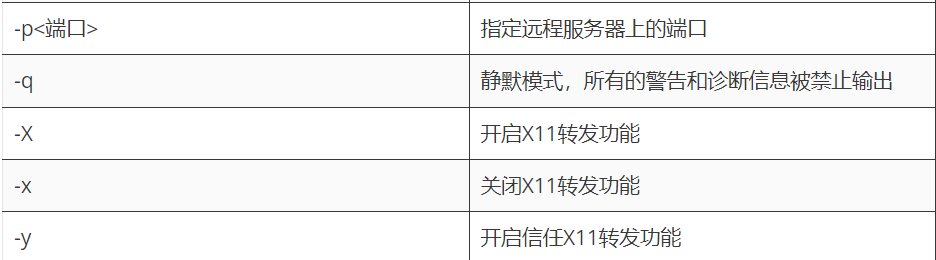 -p<端口> 指定远程服务器上的端口
-q 静默模式，所有的警告和诊断信息被禁止输出
-X 开启X11转发功能
-x 关闭X11转发功能
-y 开启信任X11转发功能